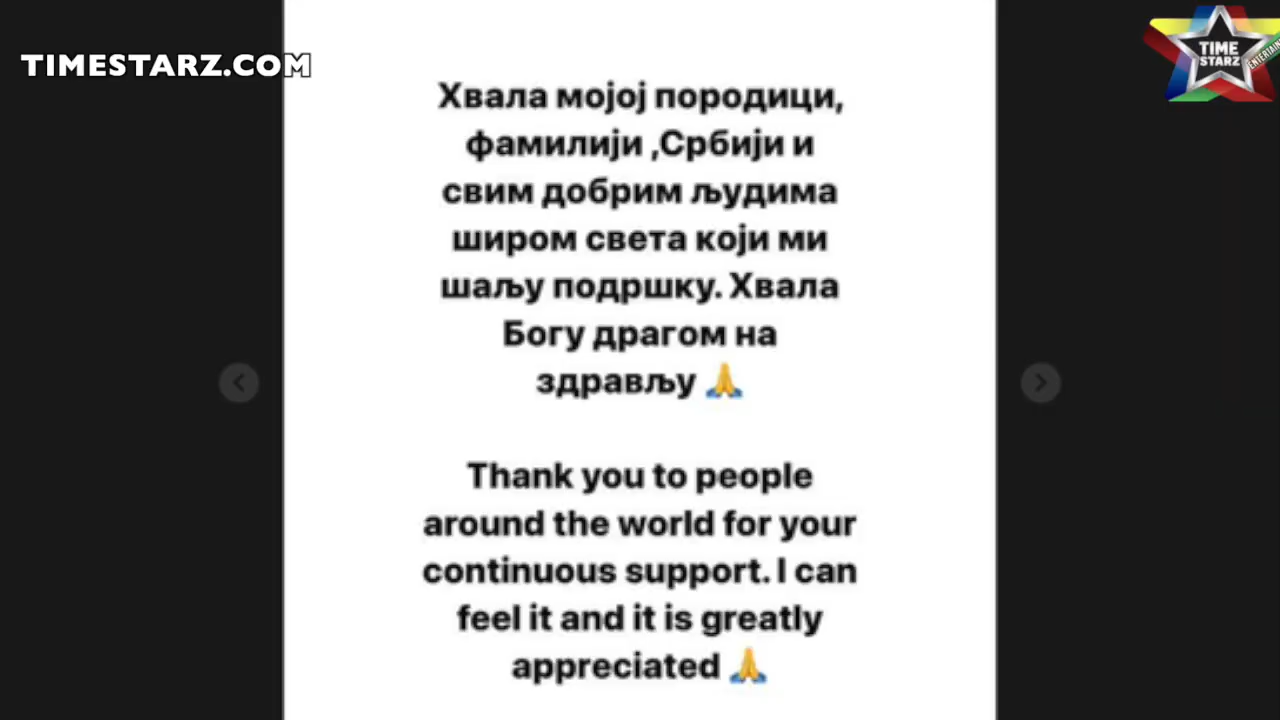 TIMESTARZ.COM
TIME
STARZ
Хвала мојој породици,
фамилији ,Србији и
свим добрим људима
широм света који ми
шаљу подршку. Хвала
Богу драгом на
здрављу 🙏
Thank you to people
around the world for your
continuous support. I can
feel it and it is greatly
appreciated 🙏